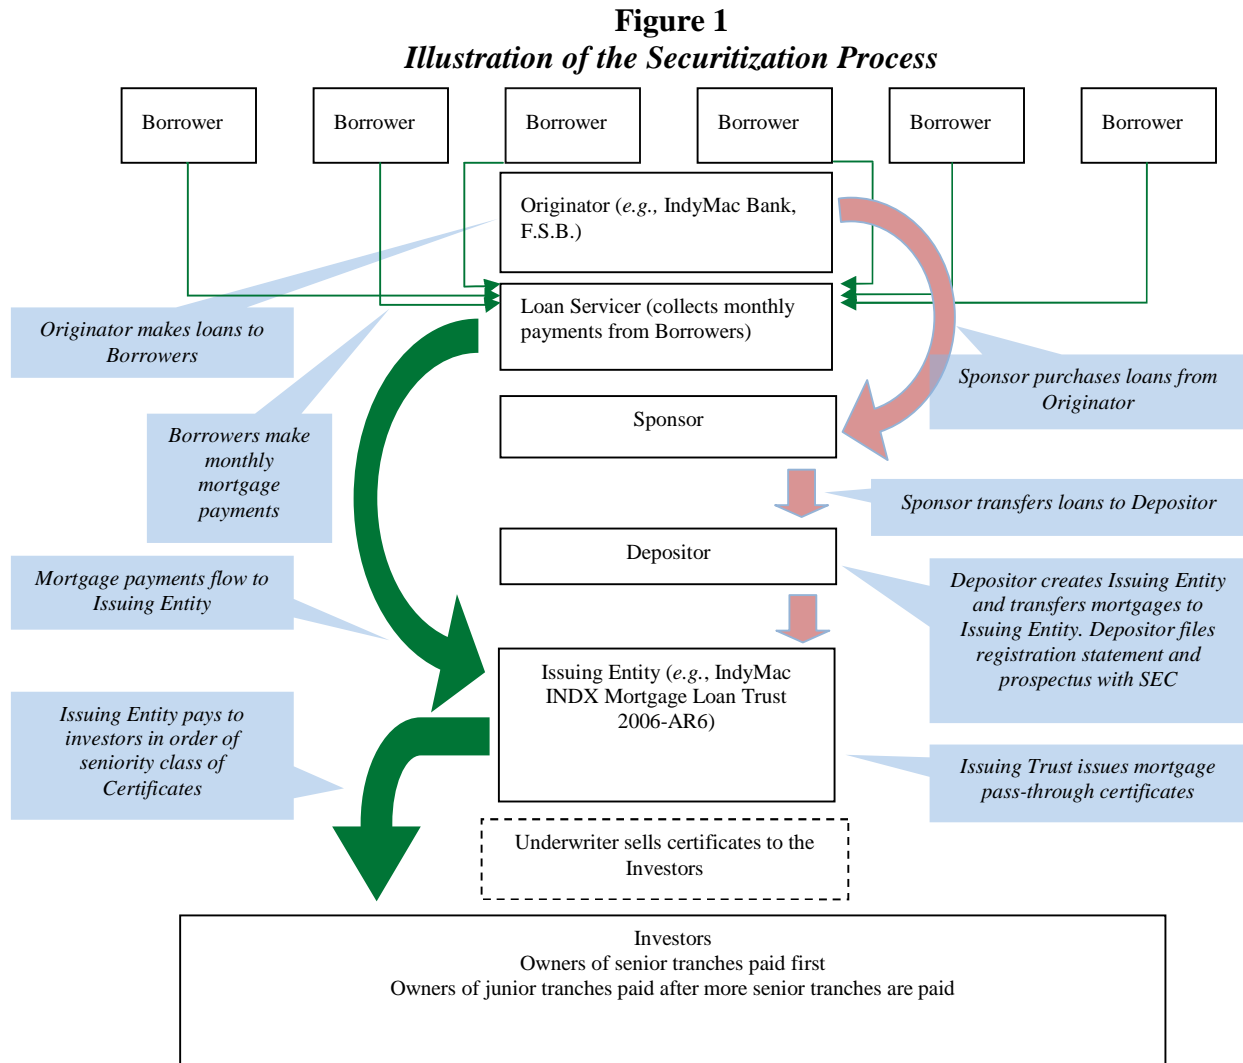 Figure 1
Illustration of the Securitization Process
Borrower
Borrower
Borrower
Borrower
Borrower
Borrower
Originator (e.g., IndyMac Bank,
F.S.B.)
Loan Servicer (collects monthly
payments from Borrowers)
Originator makes loans to
Borrowers
Sponsor purchases loans from
Originator
Sponsor
Borrowers make
monthly
mortgage
payments
Sponsor transfers loans to Depositor
Depositor
Mortgage payments flow to
Issuing Entity
Depositor creates Issuing Entity
and transfers mortgages to
Issuing Entity. Depositor files
registration statement and
prospectus with SEC
Issuing Entity (e.g., IndyMac
INDX Mortgage Loan Trust
2006-AR6)
Issuing Entity pays to
investors in order of
seniority class of
Certificates
Issuing Trust issues mortgage
pass-through certificates
Underwriter sells certificates to the
Investors
Investors
Owners of senior tranches paid first
Owners of junior tranches paid after more senior tranches are paid